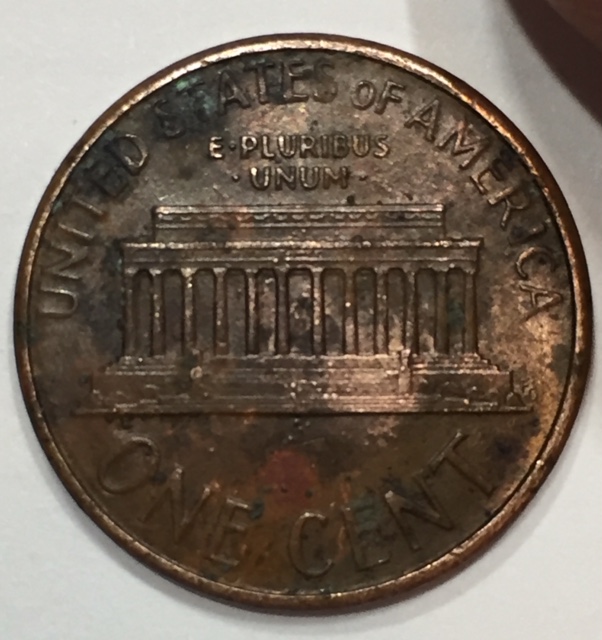 UNITED STATES OF AMERICA
E·PLURIBUS
·UNUM·
ONE CENT